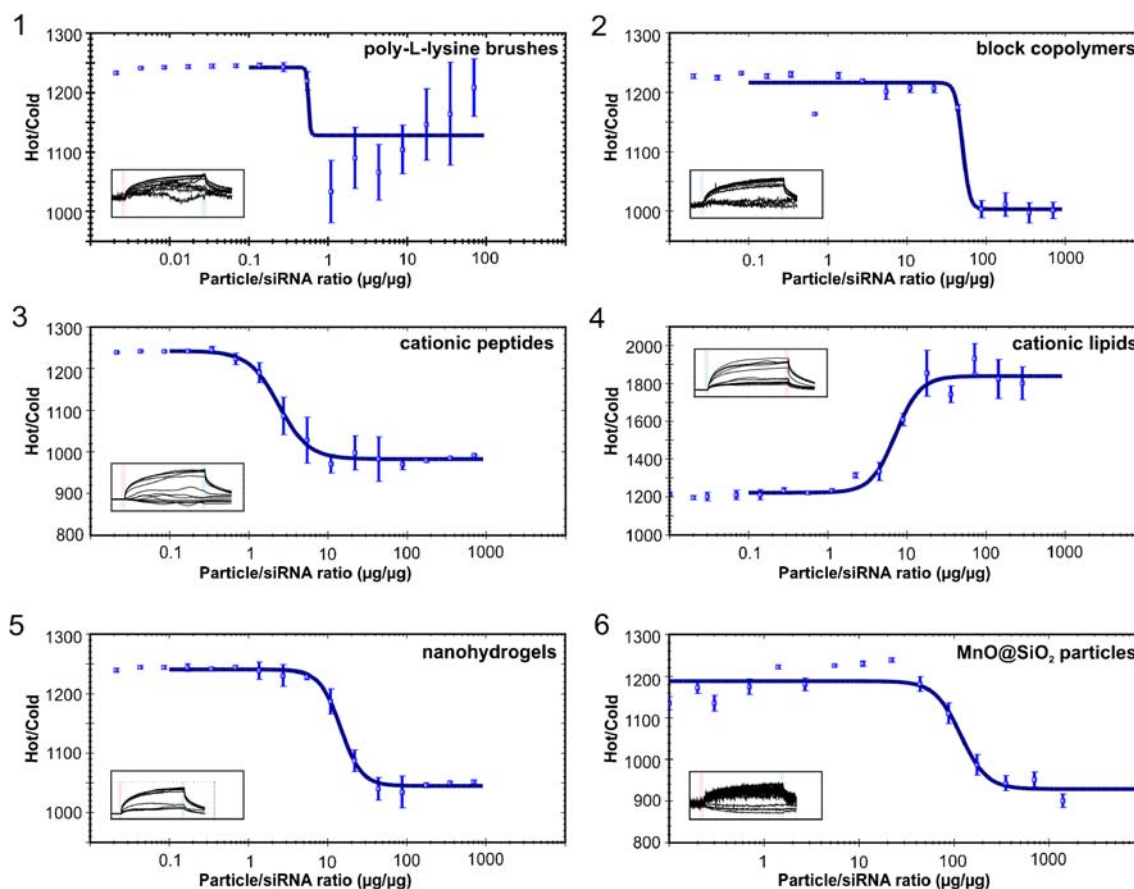 1
poly-L-lysine brushes
Hot/Cold
1300
1200
1100
1000
0.01 0.1 1 10 100
Particle/siRNA ratio (µg/µg)
2
block copolymers
Hot/Cold
1300
1200
1100
1000
0.1 1 10 100 1000
Particle/siRNA ratio (µg/µg)
3
cationic peptides
Hot/Cold
1300
1200
1100
1000
900
800
0.1 1 10 100 1000
Particle/siRNA ratio (µg/µg)
4
cationic lipids
Hot/Cold
2000
1800
1600
1400
1200
1000
0.1 1 10 100 1000
Particle/siRNA ratio (µg/µg)
5
nanohydrogels
Hot/Cold
1300
1200
1100
1000
0.1 1 10 100 1000
Particle/siRNA ratio (µg/µg)
6
MnO@SiO₂ particles
Hot/Cold
1300
1200
1100
1000
900
800
1 10 100 1000
Particle/siRNA ratio (µg/µg)